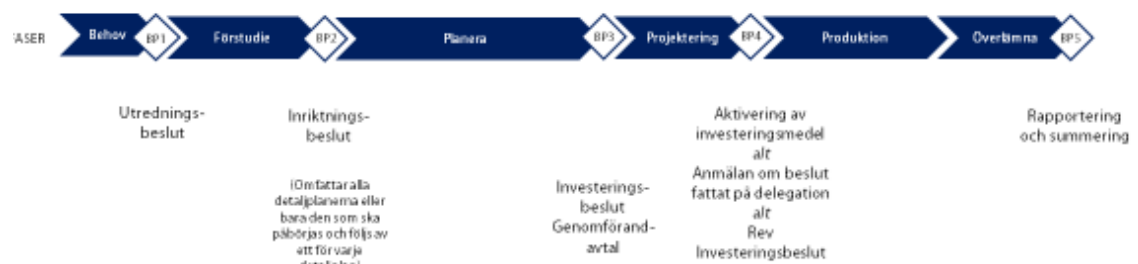 FASER
Behov
BP1
Förstudie
BP2
Planera
BP3
Projektering
BP4
Produktion
Överlämna
BP5
Utrednings-
beslut
Inriktnings-
beslut
(Omfattar alla
detaljplanerna eller
bara den som ska
påbörjas och följs av
ett för varje
Investerings-
beslut
Genomförand-
avtal
Aktivering av
investeringsmedel
alt
Anmälan om beslut
fattat på delegation
alt
Rev
Investeringsbeslut
Rapportering
och summering